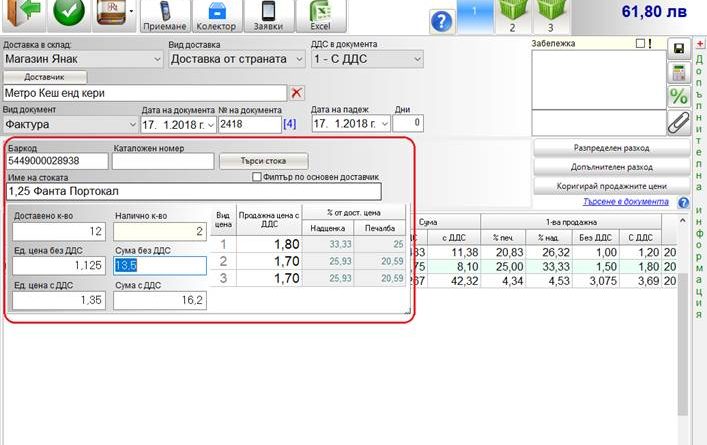 Приемане
Колектор
Заявки
Excel
1
2
3
61,80 лв
Доставка в склад:
Вид доставка
ДДС в документа
Магазин Янак
Доставка от страната
1 - С ДДС
Забележка
!
Доставчик
Метро Кеш енд кери
Вид документ
Дата на документа
№ на документа
Дата на падеж
Дни
Фактура
17. 1.2018 г.
2418
[4]
17. 1.2018 г.
0
Допълнителна информация
Баркод
Каталожен номер
5449000028938
Търси стока
Име на стоката
Филтър по основен доставчик
1,25 Фанта Портокал
Разпределен разход
Допълнителен разход
Коригирай продажните цени
Търсене в документа
Доставено к-во
Налично к-во
12
2
Ед. цена без ДДС
Сума без ДДС
1,125
13,5
Ед. цена с ДДС
Сума с ДДС
1,35
16,2
Вид цена
Продажна цена с ДДС
% от дост. цена
Надценка
Печалба
1 1,80 33,33 25
2 1,70 25,93 20,59
3 1,70 25,93 20,59
Сума
1-ва продажна
с ДДС
% печ.
% над.
Без ДДС
С ДДС
11,38 20,83 26,32 1,00 1,20 20
8,10 25,00 33,33 1,50 1,80 20
42,32 4,34 4,53 3,075 3,69 20